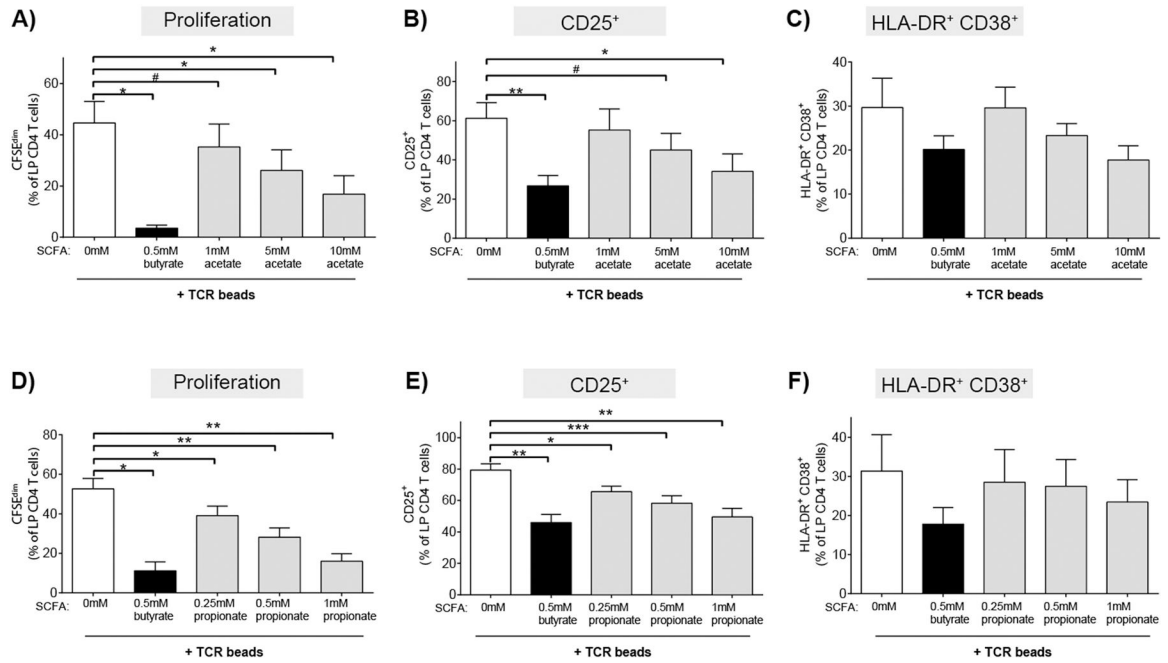 A)
Proliferation
*
*
#
*
CFSEdim
(% of LP CD4 T cells)
60
40
20
0
SCFA:
0mM
0.5mM butyrate
1mM acetate
5mM acetate
10mM acetate
+ TCR beads
B)
CD25+
*
#
**
CD25+
(% of LP CD4 T cells)
80
60
40
20
0
SCFA:
0mM
0.5mM butyrate
1mM acetate
5mM acetate
10mM acetate
+ TCR beads
C)
HLA-DR+ CD38+
HLA-DR+ CD38+
(% of LP CD4 T cells)
40
30
20
10
0
SCFA:
0mM
0.5mM butyrate
1mM acetate
5mM acetate
10mM acetate
+ TCR beads
D)
Proliferation
**
**
*
*
CFSEdim
(% of LP CD4 T cells)
80
60
40
20
0
SCFA:
0mM
0.5mM butyrate
0.25mM propionate
0.5mM propionate
1mM propionate
+ TCR beads
E)
CD25+
**
***
*
**
CD25+
(% of LP CD4 T cells)
100
80
60
40
20
0
SCFA:
0mM
0.5mM butyrate
0.25mM propionate
0.5mM propionate
1mM propionate
+ TCR beads
F)
HLA-DR+ CD38+
HLA-DR+ CD38+
(% of LP CD4 T cells)
50
40
30
20
10
0
SCFA:
0mM
0.5mM butyrate
0.25mM propionate
0.5mM propionate
1mM propionate
+ TCR beads